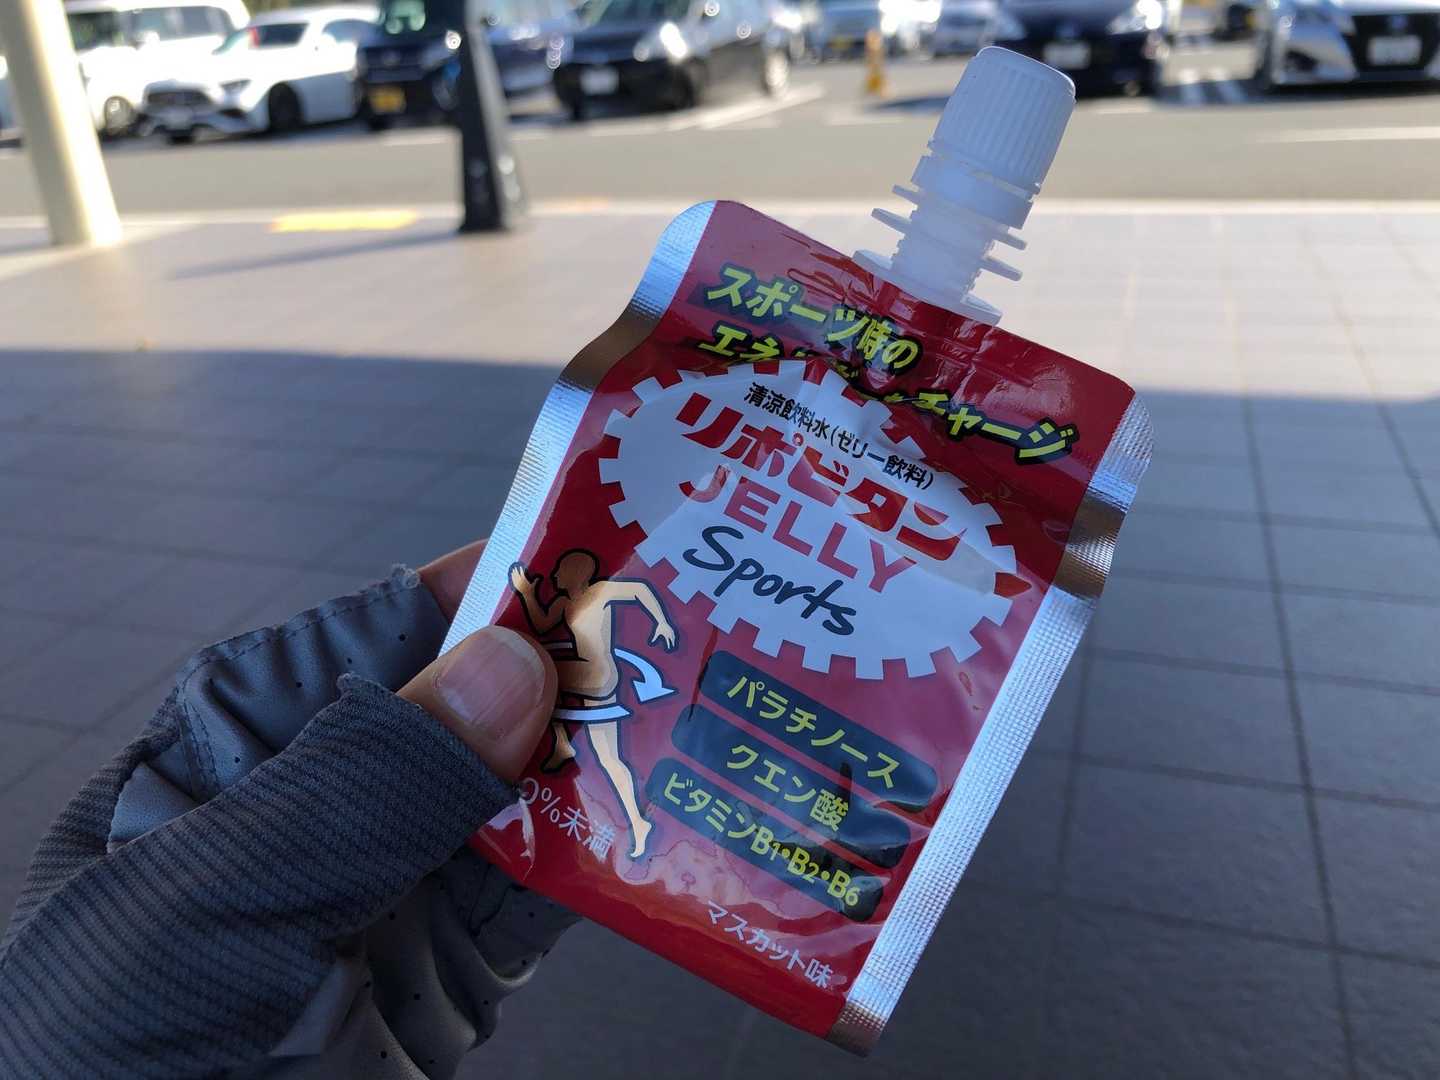 スポーツ時の
チャージ
清涼飲料水(ゼリー飲料)
リポビタン
JELLY
Sports
パラチノース
クエン酸
ビタミンB1・B2・B6
0%未満
マスカット味